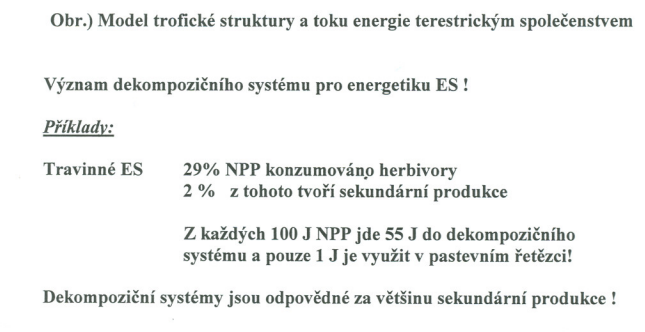 Obr.) Model trofické struktury a toku energie terestrickým společenstvem
Význam dekompozičního systému pro energetiku ES !
Příklady:
Travinné ES 29% NPP konzumováno herbivory
2 % z tohoto tvoří sekundární produkce
Z každých 100 J NPP jde 55 J do dekompozičního
systému a pouze 1 J je využit v pastevním řetězci!
Dekompoziční systémy jsou odpovědné za většinu sekundární produkce !